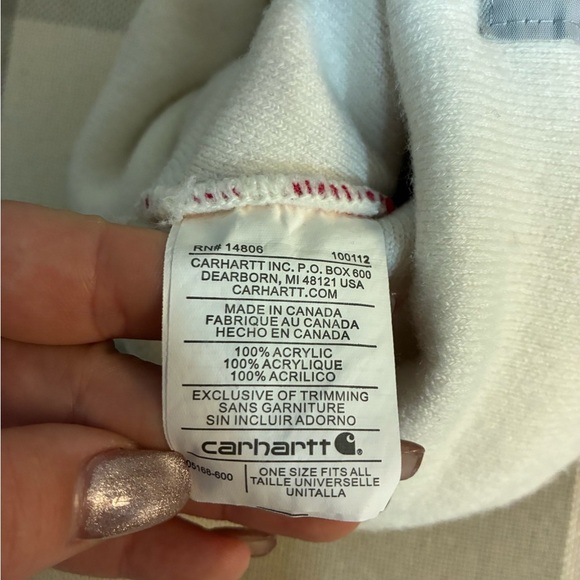 RN# 14806 100112
CARHARTT INC. P.O. BOX 600
DEARBORN, MI 48121 USA
CARHARTT.COM
MADE IN CANADA
FABRIQUE AU CANADA
HECHO EN CANADA
100% ACRYLIC
100% ACRYLIQUE
100% ACRILICO
EXCLUSIVE OF TRIMMING
SANS GARNITURE
SIN INCLUIR ADORNO
carhartt
ONE SIZE FITS ALL
TAILLE UNIVERSELLE
UNITALLA